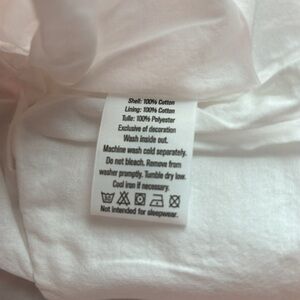 Shell: 100% Cotton
Lining: 100% Cotton
Tulle: 100% Polyester
Exclusive of decoration
Wash inside out.
Machine wash cold separately.
Do not bleach. Remove from
washer promptly. Tumble dry low.
Cool iron if necessary.
Not intended for sleepwear.